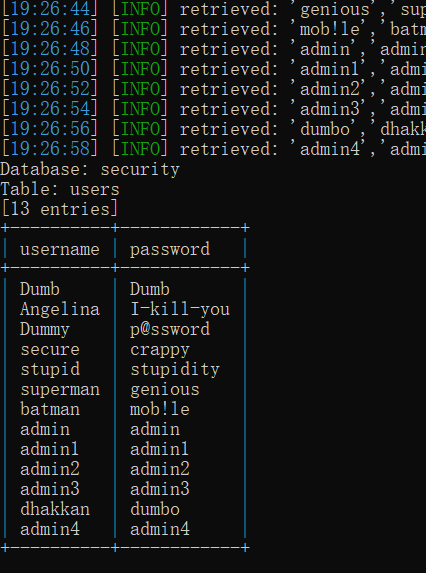 [19:26:44] [INFO] retrieved: 'genious','sup
[19:26:46] [INFO] retrieved: 'mob!le','batm
[19:26:48] [INFO] retrieved: 'admin','admin
[19:26:50] [INFO] retrieved: 'admin1','admi
[19:26:52] [INFO] retrieved: 'admin2','admi
[19:26:54] [INFO] retrieved: 'admin3','admi
[19:26:56] [INFO] retrieved: 'dumbo','dhakk
[19:26:58] [INFO] retrieved: 'admin4','admi
Database: security
Table: users
[13 entries]
+----------+------------+
| username | password   |
+----------+------------+
| Dumb     | Dumb       |
| Angelina | I-kill-you |
| Dummy    | p@ssword   |
| secure   | crappy     |
| stupid   | stupidity  |
| superman | genious    |
| batman   | mob!le     |
| admin    | admin      |
| admin1   | admin1     |
| admin2   | admin2     |
| admin3   | admin3     |
| dhakkan  | dumbo      |
| admin4   | admin4     |
+----------+------------+